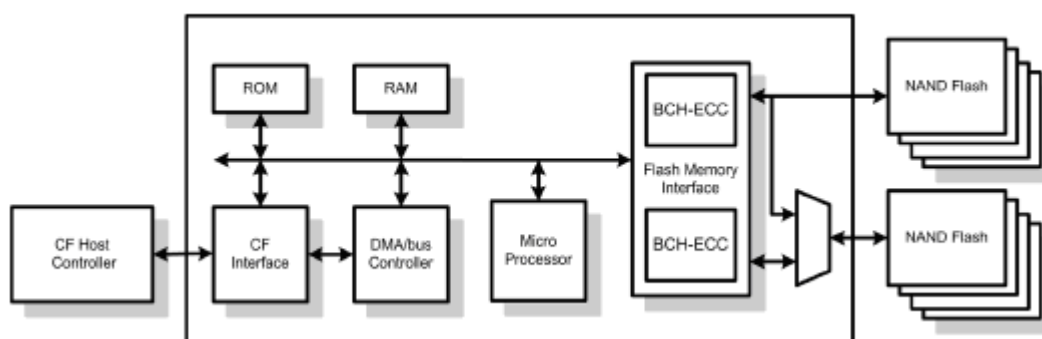 ROM
RAM
BCH-ECC
NAND Flash
Flash Memory
Interface
CF Host
Controller
CF
Interface
DMA/bus
Controller
Micro
Processor
BCH-ECC
NAND Flash